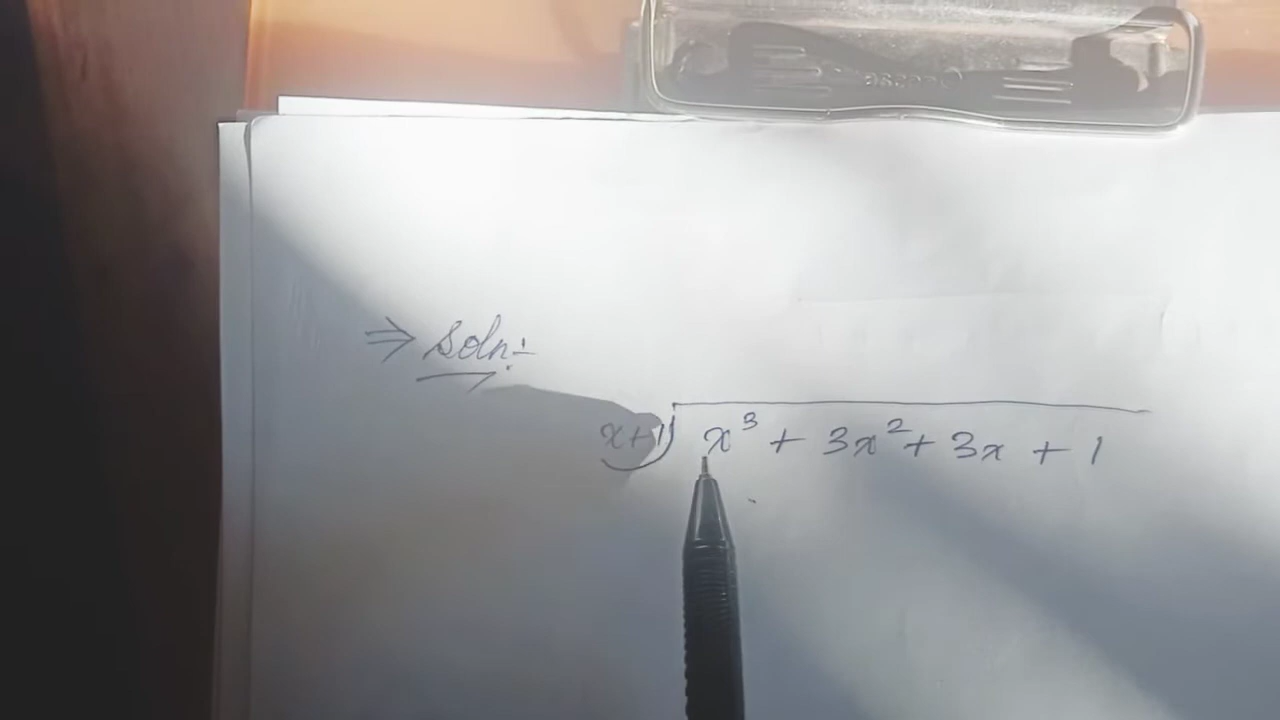 ⇒ Soln:-
x+1) x³ + 3x² + 3x + 1